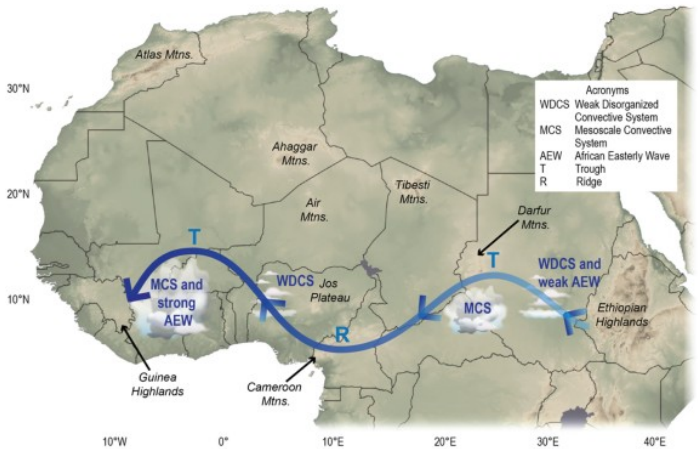 Atlas Mtns.
30°N
Acronyms
WDCS Weak Disorganized
Convective System
MCS Mesoscale Convective
System
AEW African Easterly Wave
T Trough
R Ridge
Ahaggar
Mtns.
Tibesti
Mtns.
20°N
Air
Mtns.
Darfur
Mtns.
T
T
WDCS and
weak AEW
MCS and
strong
AEW
WDCS
Jos
Plateau
10°N
MCS
Ethiopian
Highlands
R
Guinea
Highlands
Cameroon
Mtns.
10°W 0° 10°E 20°E 30°E 40°E